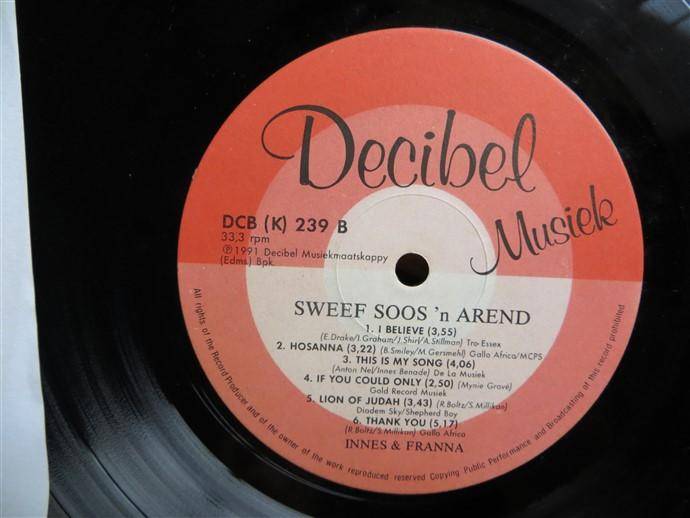 Decibel
Musiek
DCB (K) 239 B
33,3 rpm
℗ 1991 Decibel Musiekmaatskappy
(Edms) Bpk.
SWEEF SOOS 'n AREND
1. I BELIEVE (3,55)
(E.Drake/I.Graham/J.Shirl/A.Stillman) Tro-Essex
2. HOSANNA (3,22) (B.Smiley/M.Gersmehl) Gallo Africa/MCPS
3. THIS IS MY SONG (4,06)
(Anton Nel/Innes Benade) De La Musiek
4. IF YOU COULD ONLY (2,50) (Mynie Grové)
Gold Record Musiek
5. LION OF JUDAH (3,43) (R.Boltz/S.Millikan)
Diadem Sky/Shepherd Boy
6. THANK YOU (5,17)
(R.Boltz/S.Millikan) Gallo Africa
INNES & FRANNA
All rights of the Record Producer and of the owner of the work reproduced reserved Copying Public Performance and Broadcasting of this record prohibited